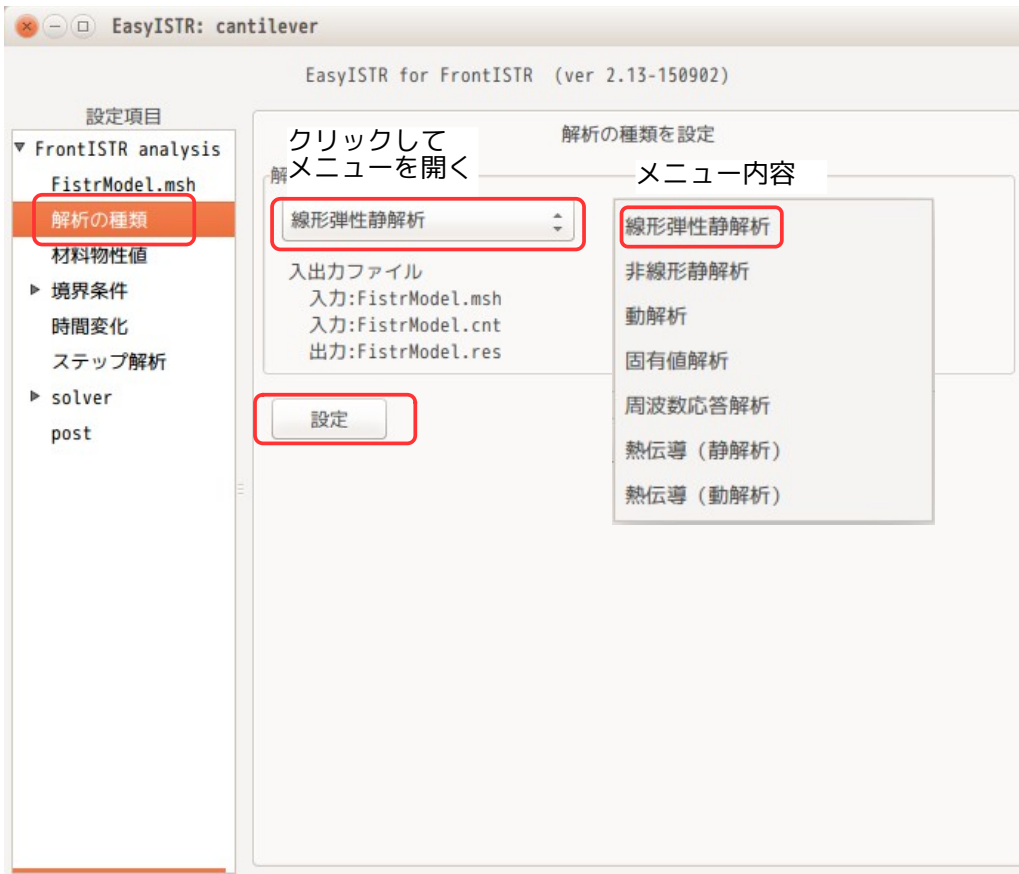 EasyISTR: cantilever
EasyISTR for FrontISTR (ver 2.13-150902)
設定項目
▼ FrontISTR analysis
FistrModel.msh
解析の種類
材料物性値
▶ 境界条件
時間変化
ステップ解析
▶ solver
post
解析の種類を設定
クリックして
メニューを開く
解
線形弾性静解析
入出力ファイル
入力:FistrModel.msh
入力:FistrModel.cnt
出力:FistrModel.res
設定
メニュー内容
線形弾性静解析
非線形静解析
動解析
固有値解析
周波数応答解析
熱伝導 (静解析)
熱伝導 (動解析)